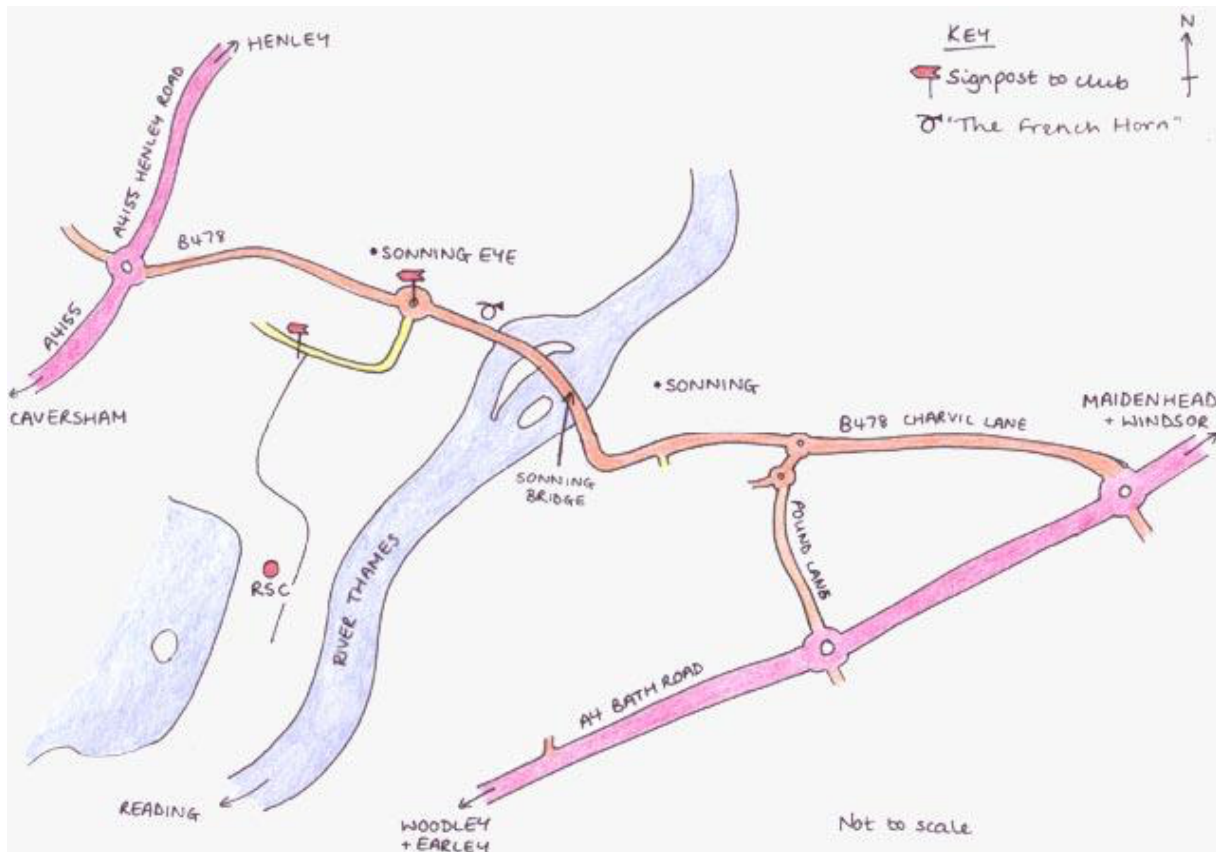 HENLEY
KEY
N
Signpost to club
"The French Horn"
A4155 HENLEY ROAD
B478
SONNING EYE
A4155
CAVERSHAM
SONNING
B478 CHARVIL LANE
MAIDENHEAD
+ WINDSOR
SONNING
BRIDGE
POUND LANE
RSC
RIVER THAMES
A4 BATH ROAD
READING
WOODLEY
+ EARLEY
Not to scale